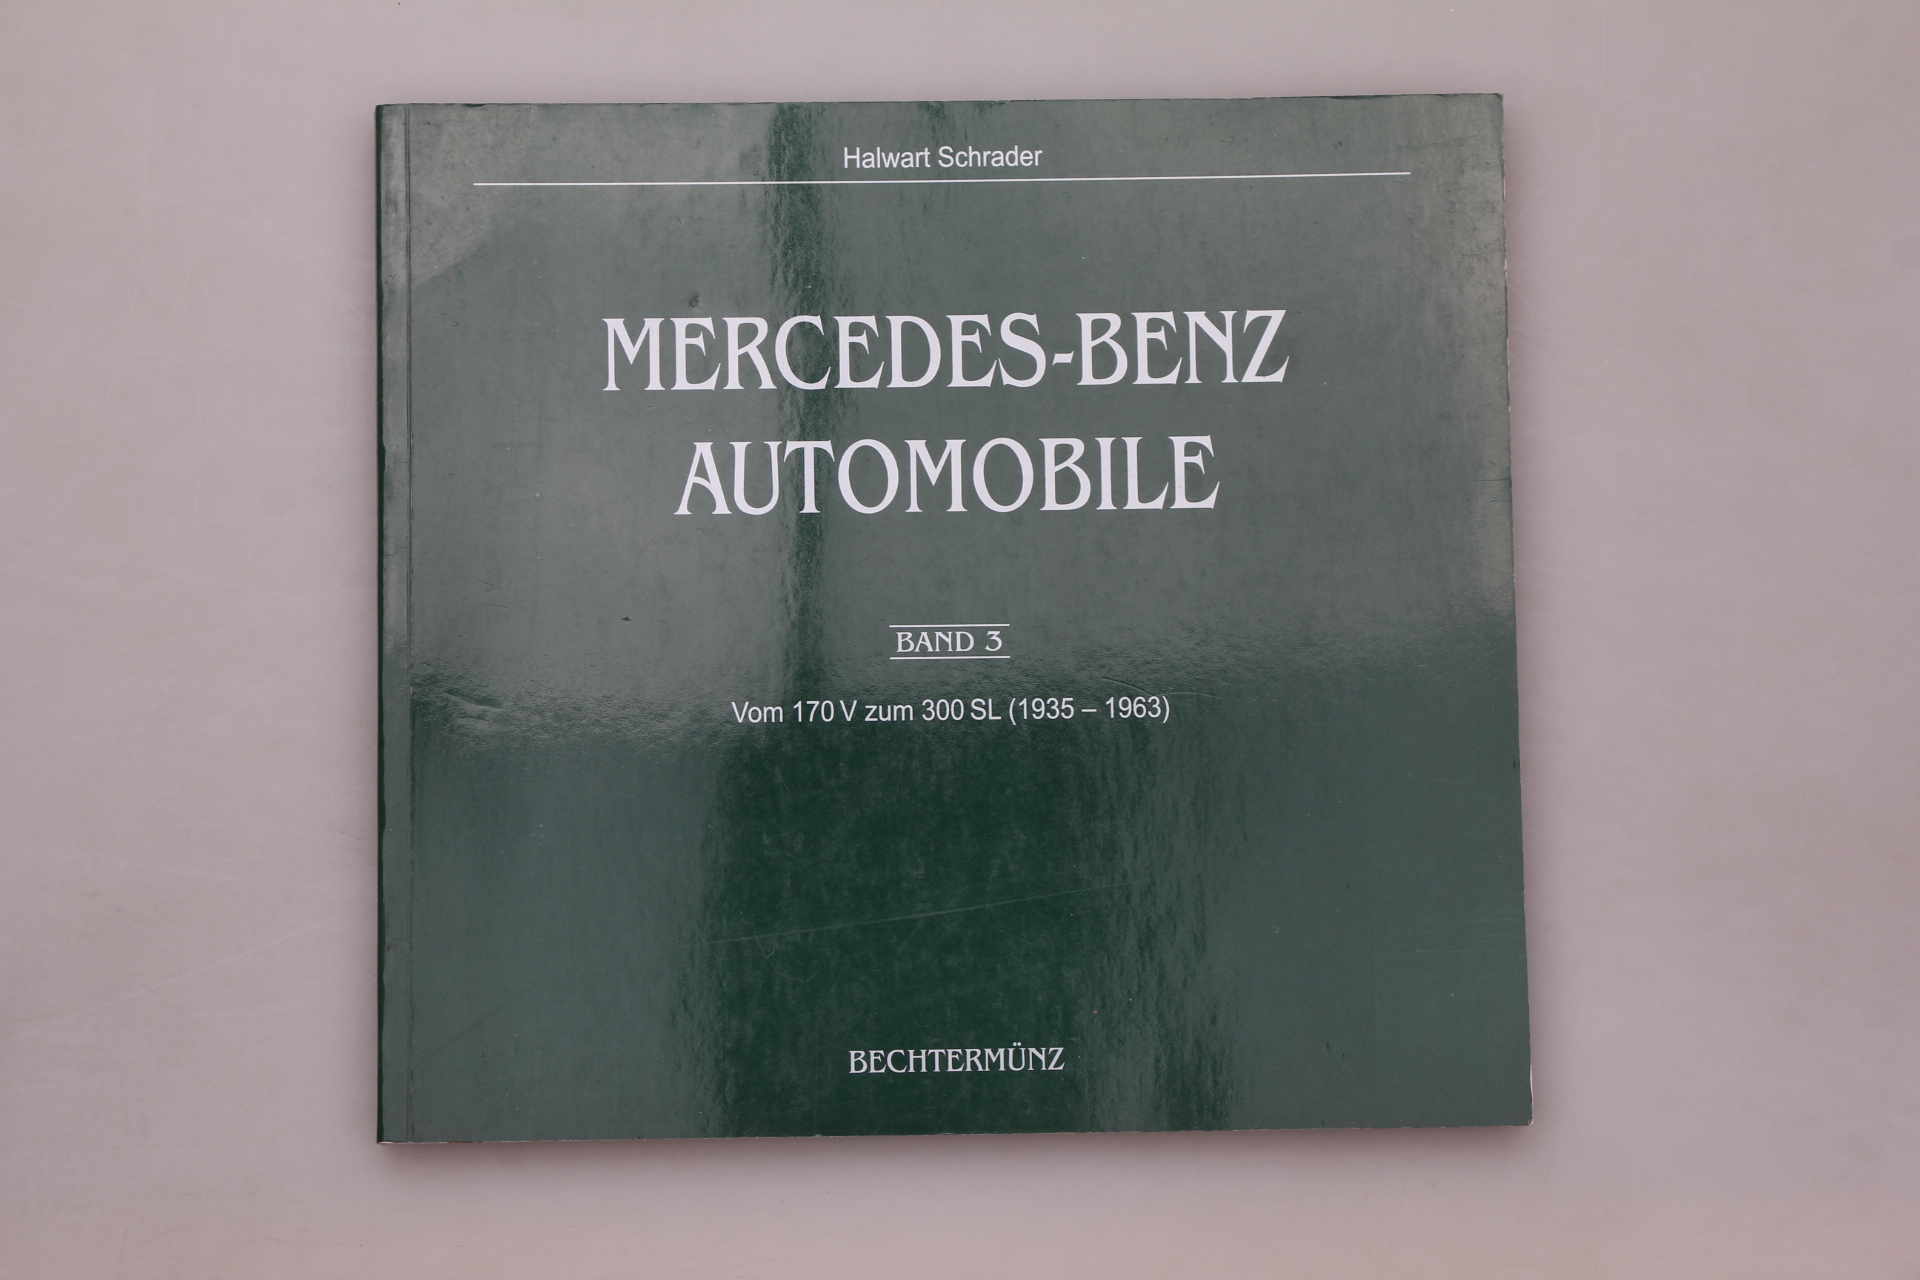 Halwart Schrader
MERCEDES-BENZ
AUTOMOBILE
BAND 3
Vom 170 V zum 300 SL (1935 – 1963)
BECHTERMÜNZ